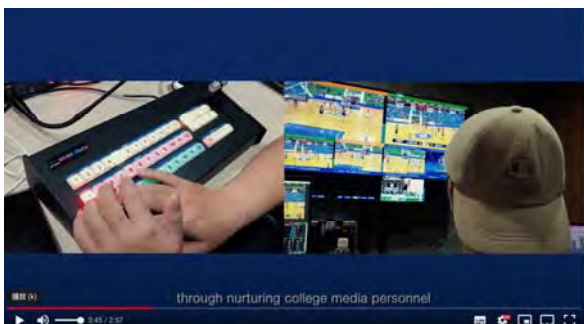 播放 (k)
through nurturing college media personnel
0:45 / 2:57